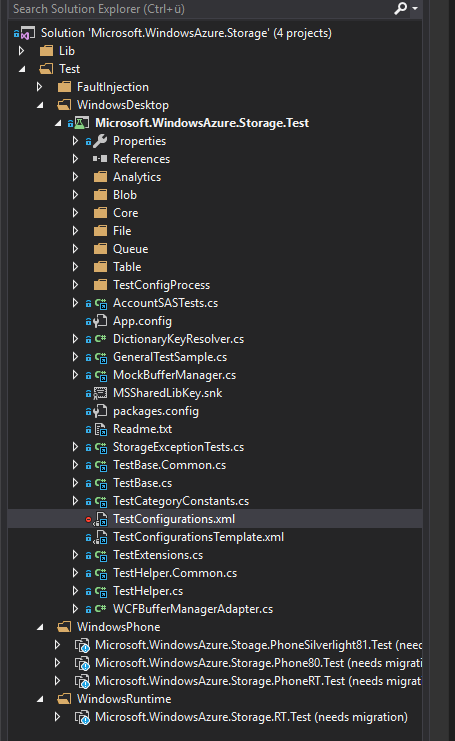 Search Solution Explorer (Ctrl+ü)
Solution 'Microsoft.WindowsAzure.Storage' (4 projects)
Lib
Test
FaultInjection
WindowsDesktop
Microsoft.WindowsAzure.Storage.Test
Properties
References
Analytics
Blob
Core
File
Queue
Table
TestConfigProcess
AccountSASTests.cs
App.config
DictionaryKeyResolver.cs
GeneralTestSample.cs
MockBufferManager.cs
MSSharedLibKey.snk
packages.config
Readme.txt
StorageExceptionTests.cs
TestBase.Common.cs
TestBase.cs
TestCategoryConstants.cs
TestConfigurations.xml
TestConfigurationsTemplate.xml
TestExtensions.cs
TestHelper.Common.cs
TestHelper.cs
WCFBufferManagerAdapter.cs
WindowsPhone
Microsoft.WindowsAzure.Stoage.PhoneSilverlight81.Test (need
Microsoft.WindowsAzure.Storage.Phone80.Test (needs migrati
Microsoft.WindowsAzure.Storage.PhoneRT.Test (needs migrat
WindowsRuntime
Microsoft.WindowsAzure.Storage.RT.Test (needs migration)